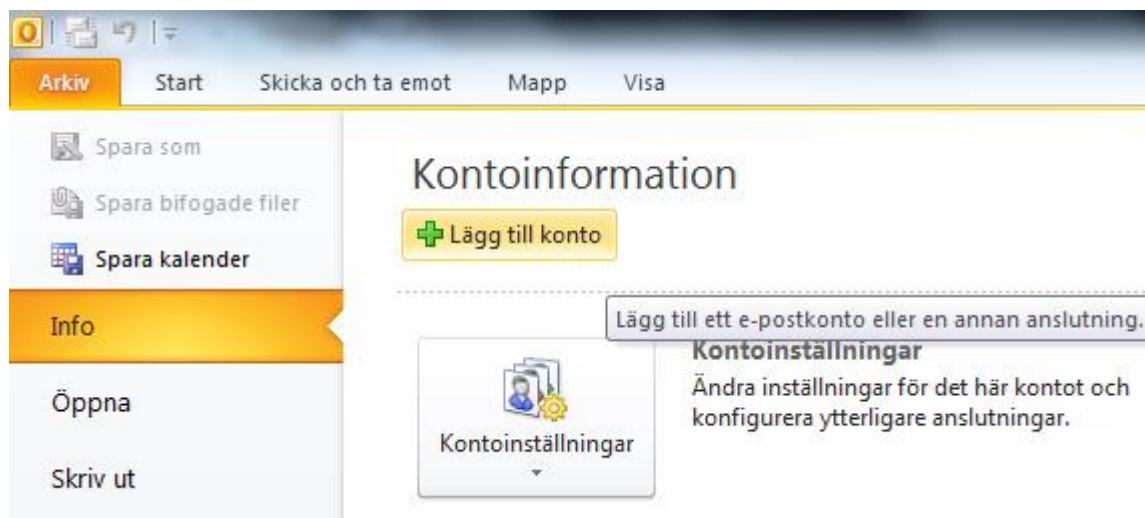 Arkiv Start Skicka och ta emot Mapp Visa
Spara som
Spara bifogade filer
Spara kalender
Info
Öppna
Skriv ut
Kontoinformation
Lägg till konto
Lägg till ett e-postkonto eller en annan anslutning.
Kontoinställningar
Kontoinställningar
Ändra inställningar för det här kontot och
konfigurera ytterligare anslutningar.